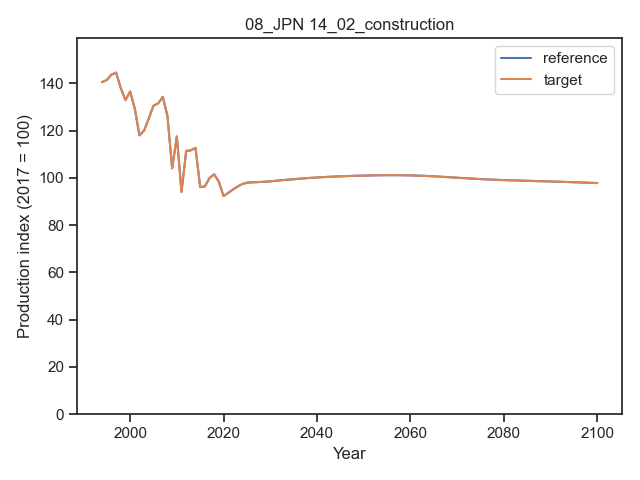 08_JPN 14_02_construction
reference
target
Production index (2017 = 100)
140
120
100
80
60
40
20
0
2000 2020 2040 2060 2080 2100
Year